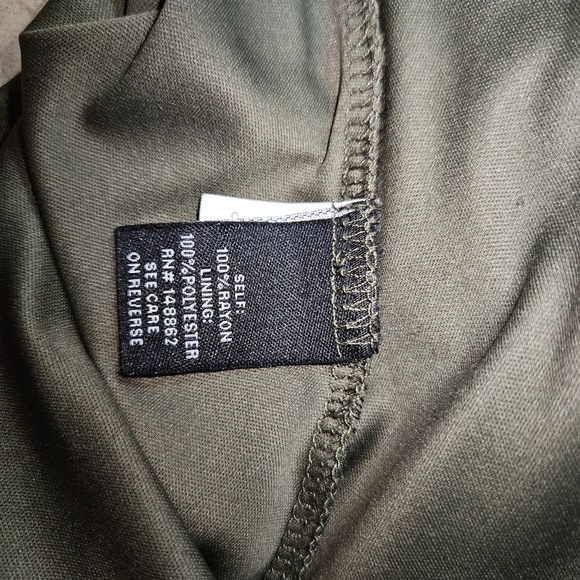 SELF:
100%RAYON
LINING:
100%POLYESTER
RN# 148862
SEE CARE
ON REVERSE